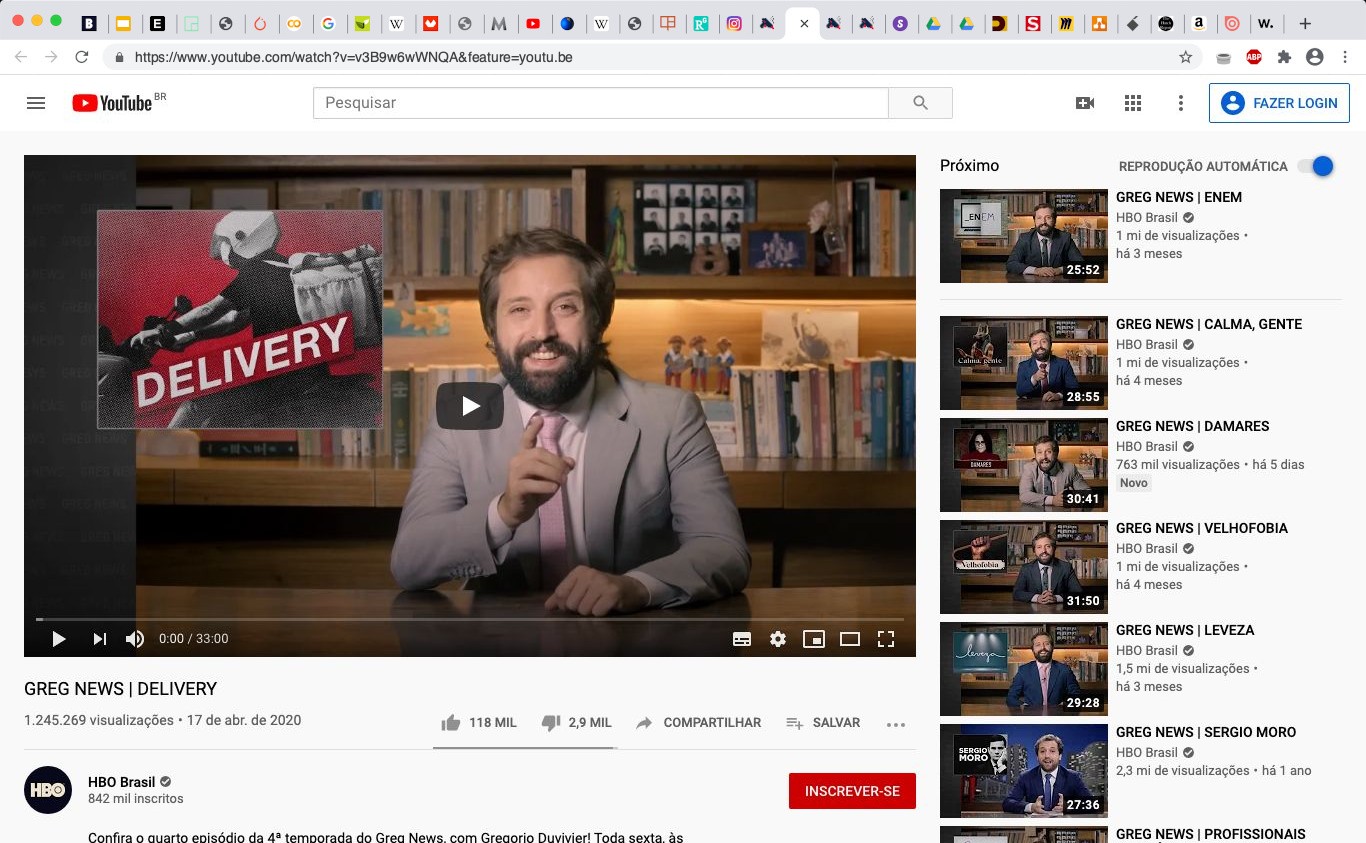 https://www.youtube.com/watch?v=v3B9w6wWNQA&feature=youtu.be
ABP
YouTube BR
Pesquisar
FAZER LOGIN
DELIVERY
0:00 / 33:00
GREG NEWS | DELIVERY
1.245.269 visualizações • 17 de abr. de 2020
118 MIL
2,9 MIL
COMPARTILHAR
SALVAR
HBO
HBO Brasil
842 mil inscritos
INSCREVER-SE
Confira o quarto episódio da 4ª temporada do Greg News, com Gregorio Duvivier! Toda sexta, às
Próximo
REPRODUÇÃO AUTOMÁTICA
_ENEM
25:52
GREG NEWS | ENEM
HBO Brasil
1 mi de visualizações •
há 3 meses
Calma, gente
28:55
GREG NEWS | CALMA, GENTE
HBO Brasil
1 mi de visualizações •
há 4 meses
DAMARES
30:41
GREG NEWS | DAMARES
HBO Brasil
763 mil visualizações • há 5 dias
Novo
Velhofobia
31:50
GREG NEWS | VELHOFOBIA
HBO Brasil
1 mi de visualizações •
há 4 meses
leveza
29:28
GREG NEWS | LEVEZA
HBO Brasil
1,5 mi de visualizações •
há 3 meses
SERGIO
MORO
27:36
GREG NEWS | SERGIO MORO
HBO Brasil
2,3 mi de visualizações • há 1 ano
GREG NEWS | PROFISSIONAIS